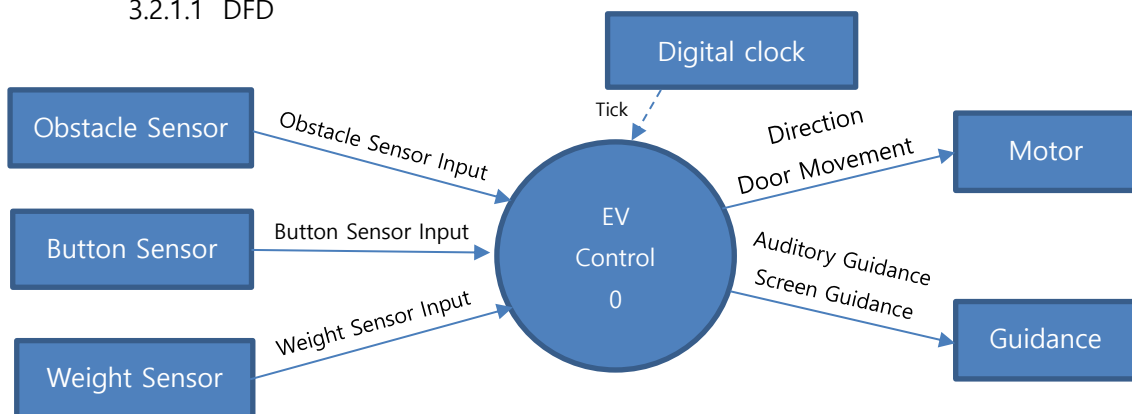 3.2.1.1 DFD
Digital clock
Tick
Obstacle Sensor
Obstacle Sensor Input
Button Sensor
Button Sensor Input
Weight Sensor
Weight Sensor Input
EV
Control
0
Direction
Door Movement
Motor
Auditory Guidance
Screen Guidance
Guidance